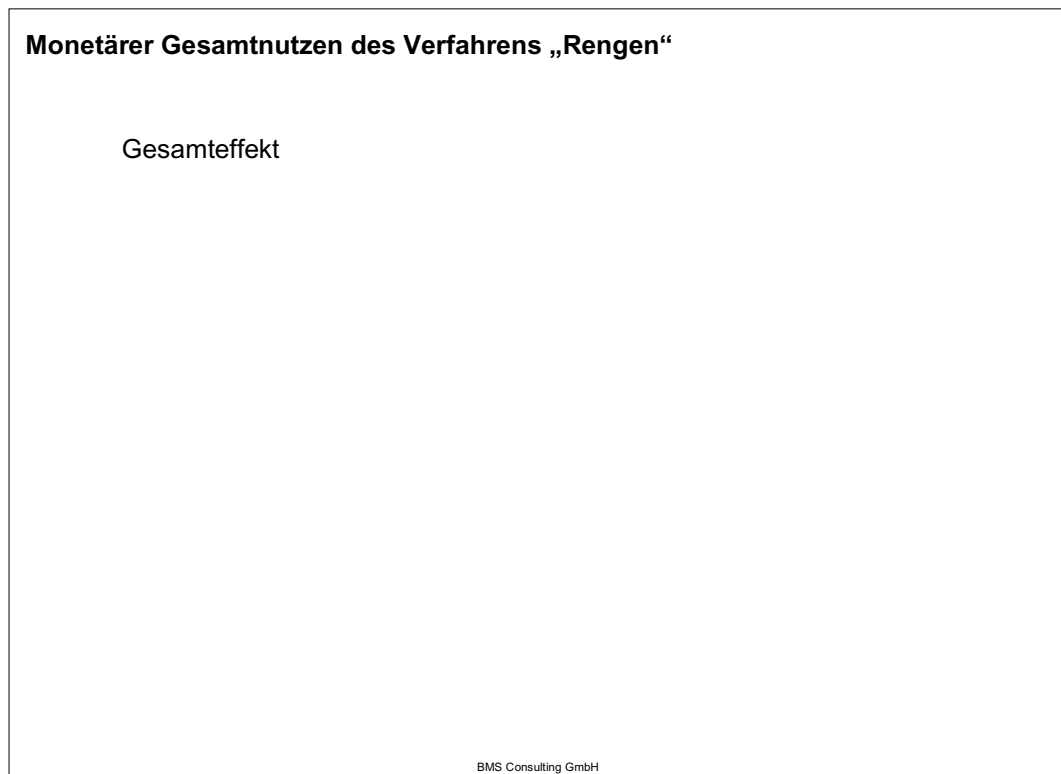 Monetärer Gesamtnutzen des Verfahrens „Rengen“
Gesamteffekt
BMS Consulting GmbH